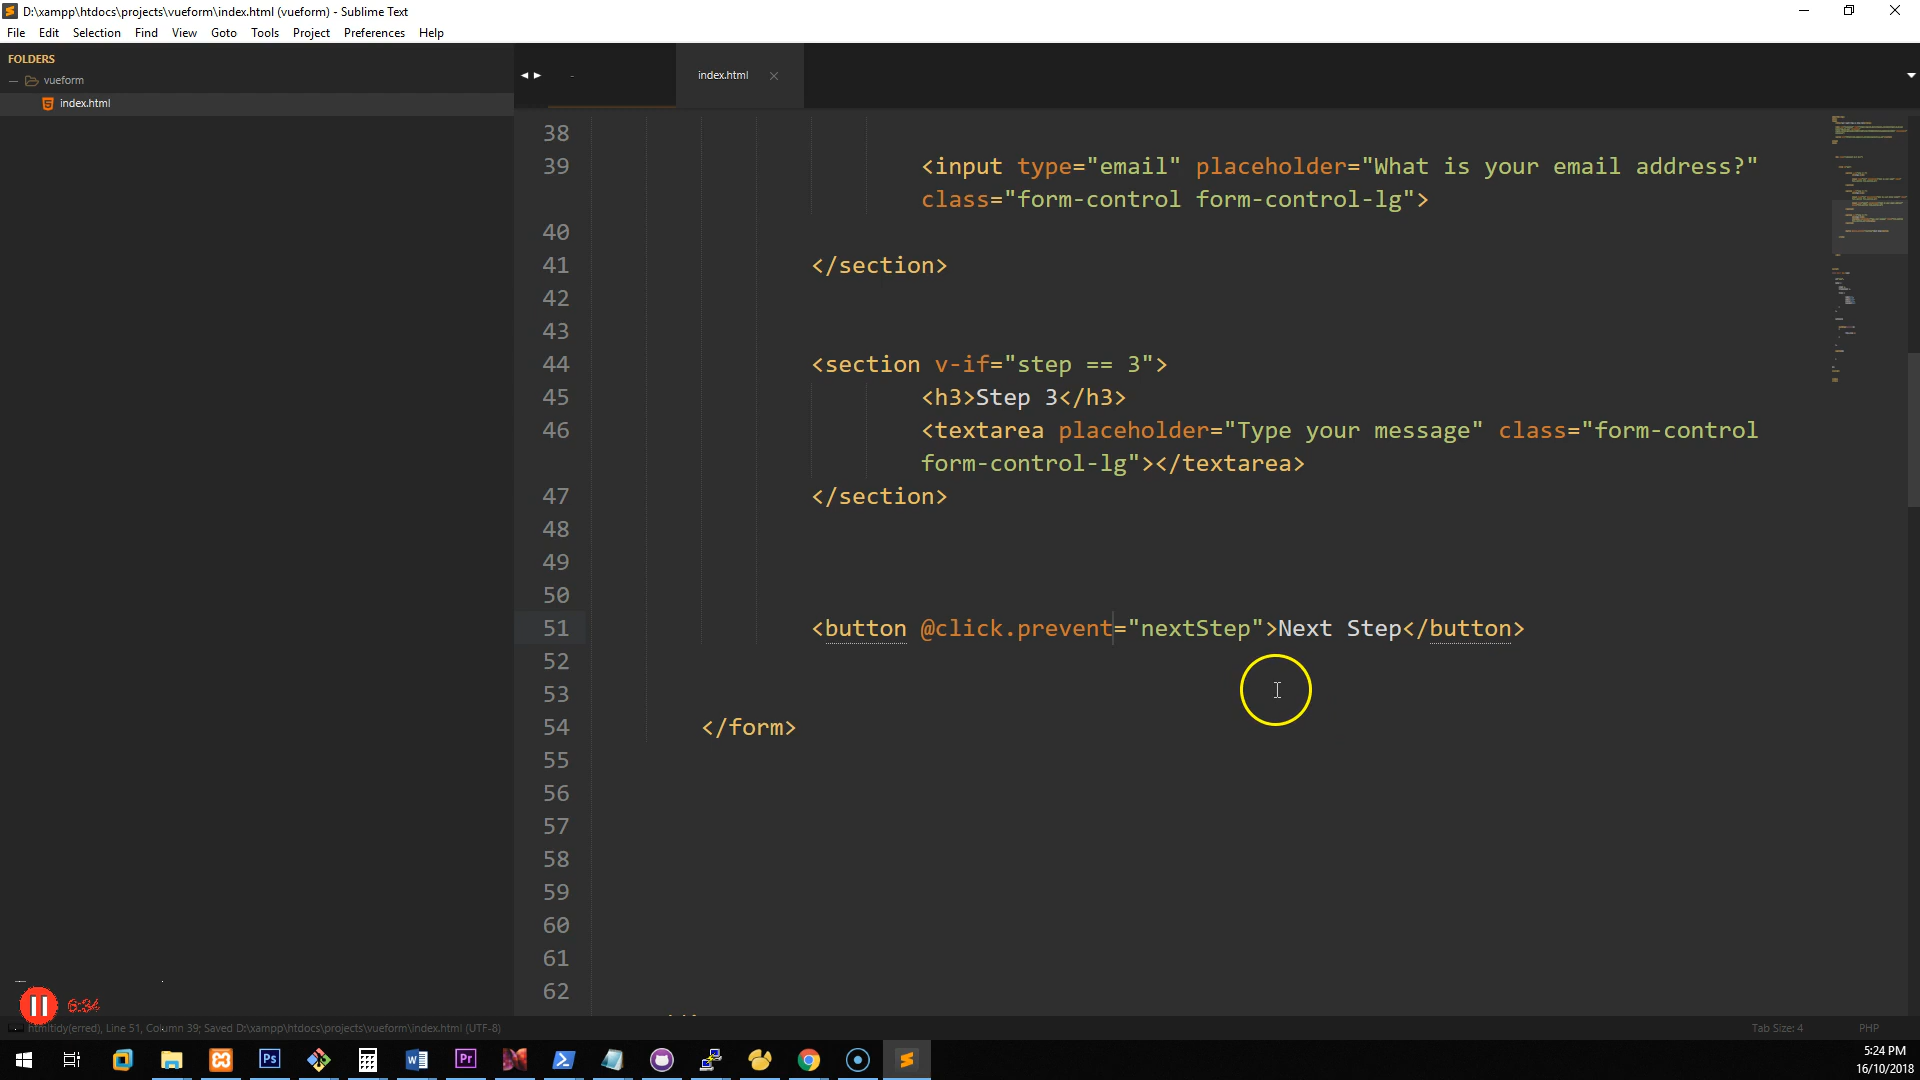 D:\xampp\htdocs\projects\vueform\index.html (vueform) - Sublime Text
File Edit Selection Find View Goto Tools Project Preferences Help
FOLDERS
vueform
index.html
index.html
38
39 <input type="email" placeholder="What is your email address?"
class="form-control form-control-lg">
40
41 </section>
42
43
44 <section v-if="step == 3">
45 <h3>Step 3</h3>
46 <textarea placeholder="Type your message" class="form-control
form-control-lg"></textarea>
47 </section>
48
49
50
51 <button @click.prevent="nextStep">Next Step</button>
52
53
54 </form>
55
56
57
58
59
60
61
62
6:34
htmltidy(erred), Line 51, Column 39; Saved D:\xampp\htdocs\projects\vueform\index.html (UTF-8)
Tab Size: 4 PHP
Ps
Pr
5:24 PM
16/10/2018